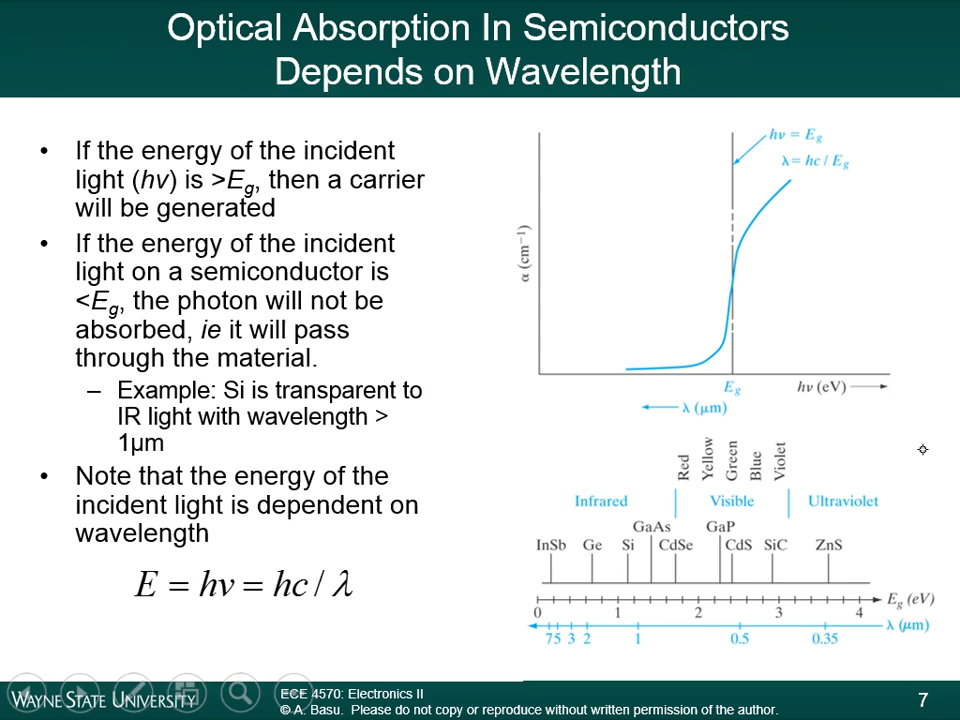 Optical Absorption In Semiconductors
Depends on Wavelength
• If the energy of the incident
light (hv) is >Eg, then a carrier
will be generated
• If the energy of the incident
light on a semiconductor is
<Eg, the photon will not be
absorbed, ie it will pass
through the material.
– Example: Si is transparent to
IR light with wavelength >
1μm
• Note that the energy of the
incident light is dependent on
wavelength
E = hv = hc / λ
hν = Eg
λ = hc / Eg
α (cm⁻¹)
Eg
hν (eV)
λ (μm)
Red
Yellow
Green
Blue
Violet
Infrared
Visible
Ultraviolet
GaAs
GaP
InSb Ge Si CdSe CdS SiC ZnS
0 1 2 3 4
Eg (eV)
75 3 2 1 0.5 0.35
λ (μm)
WAYNE STATE UNIVERSITY
ECE 4570: Electronics II
© A. Basu. Please do not copy or reproduce without written permission of the author.
7